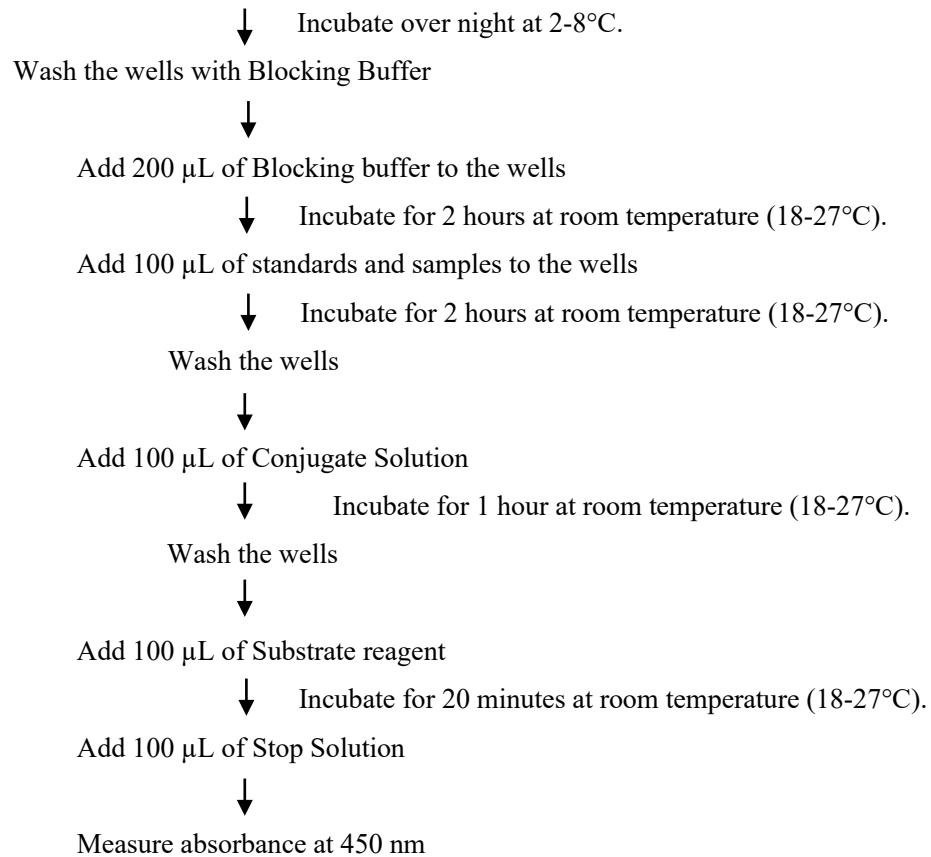 Incubate over night at 2-8°C.
Wash the wells with Blocking Buffer
Add 200 µL of Blocking buffer to the wells
Incubate for 2 hours at room temperature (18-27°C).
Add 100 µL of standards and samples to the wells
Incubate for 2 hours at room temperature (18-27°C).
Wash the wells
Add 100 µL of Conjugate Solution
Incubate for 1 hour at room temperature (18-27°C).
Wash the wells
Add 100 µL of Substrate reagent
Incubate for 20 minutes at room temperature (18-27°C).
Add 100 µL of Stop Solution
Measure absorbance at 450 nm